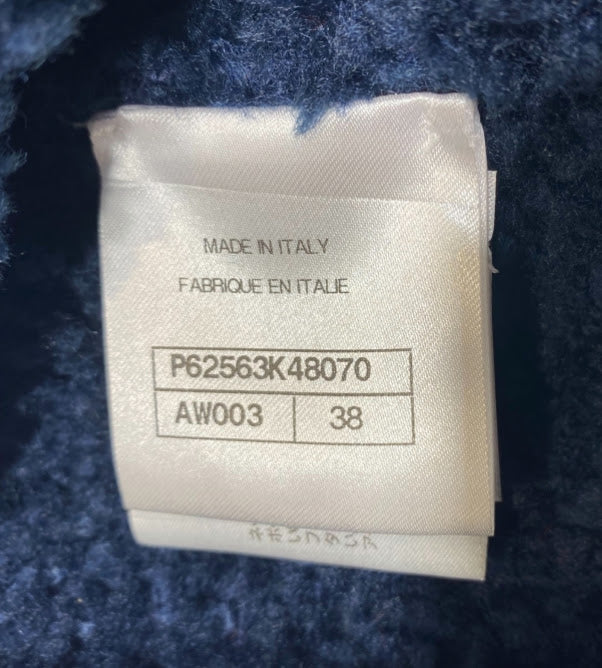 MADE IN ITALY
FABRIQUE EN ITALIE
P62563K48070
AW003 38